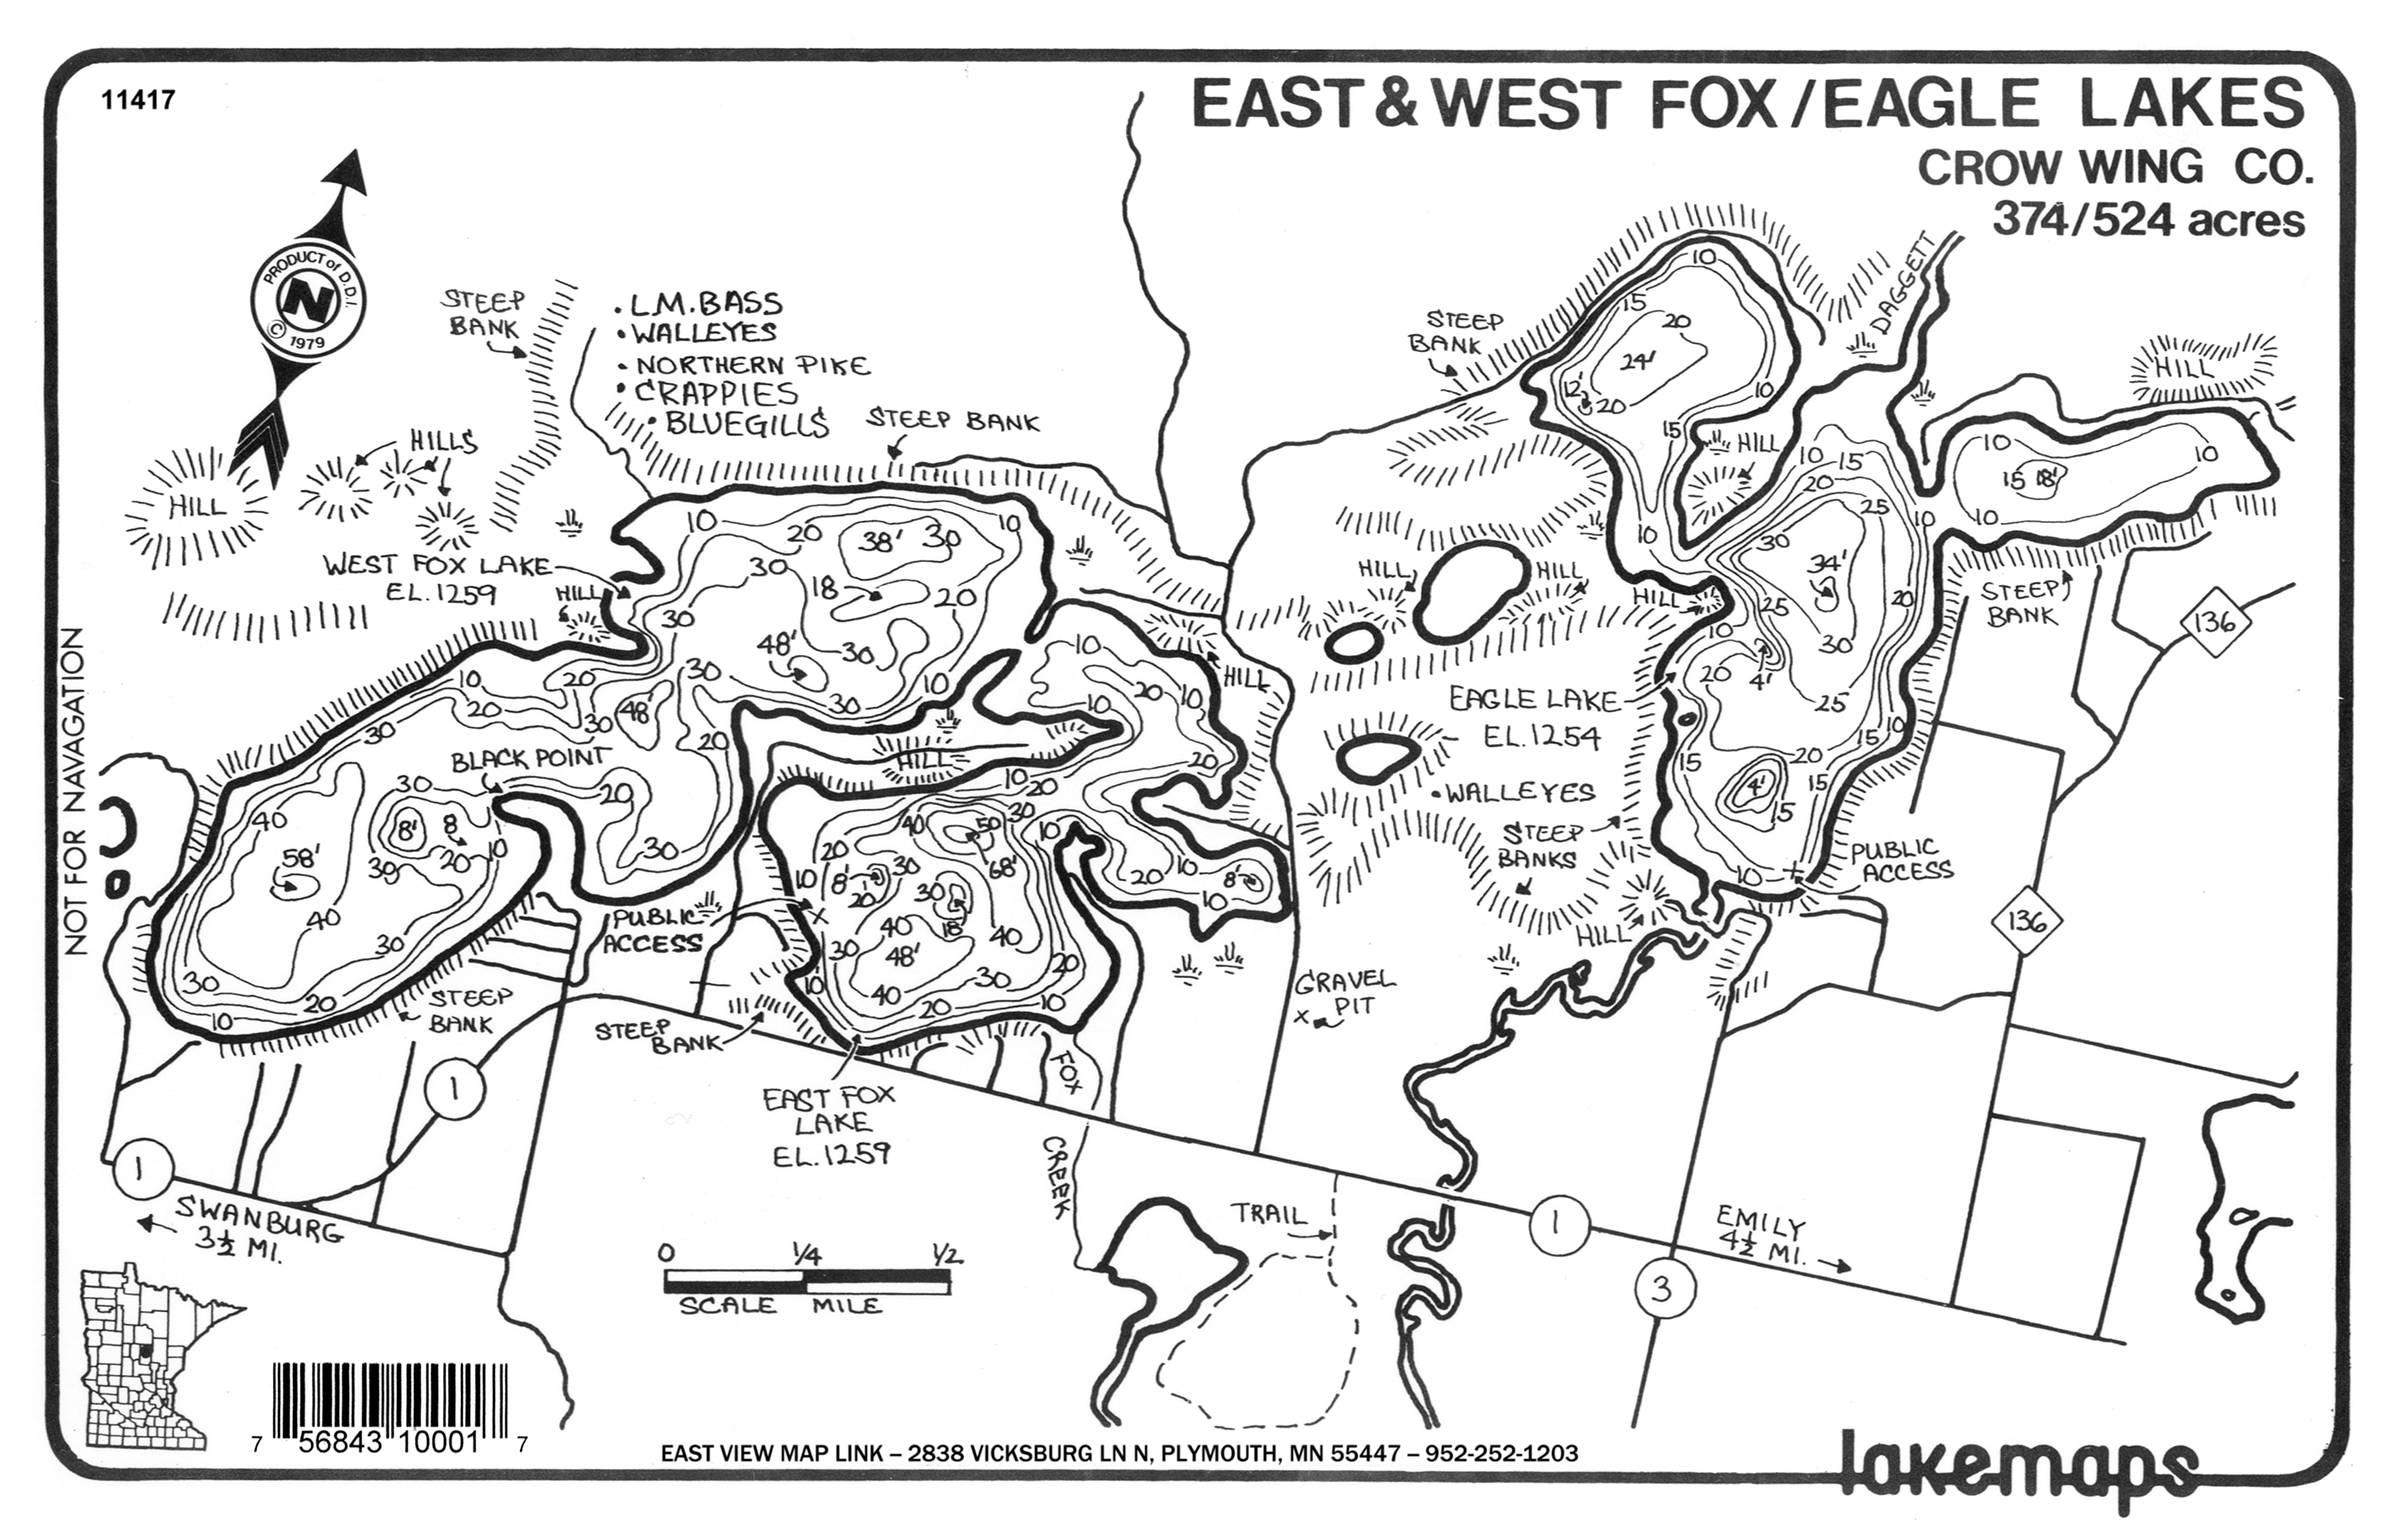 11417
EAST & WEST FOX / EAGLE LAKES
CROW WING CO.
374/524 acres
PRODUCT of D.D.I.
N
© 1979
STEEP
BANK
• L.M. BASS
• WALLEYES
• NORTHERN PIKE
• CRAPPIES
• BLUEGILLS
STEEP BANK
HILLS
HILL
WEST FOX LAKE
EL. 1259
HILL
10
20
38'
30
10
30
18
20
30
48'
30
30
10
30
10
20
20
30
48'
20
30
BLACK POINT
30
20
30
40
8'
8
10
58'
30
20
40
30
30
20
10
STEEP
BANK
NOT FOR NAVAGATION
HILL
HILL
10
20
10
10
20
10
20
40
50
30
10
20
68'
8'
30
10
20
30
18
40
40
30
48'
40
30
20
20
10
10
10
20
10
8'
10
PUBLIC
ACCESS
STEEP
BANK
EAST FOX
LAKE
EL. 1259
FOX
CREEK
GRAVEL
PIT
x
STEEP
BANK
DAGGETT
HILL
10
15
20
24'
12'
20
10
15
HILL
10
10
15
20
25
10
30
34'
25
20
30
10
20
4'
25
10
15
20
15
15
4'
15
10
10
10
15
18'
10
HILL
HILL
HILL
STEEP
BANK
EAGLE LAKE
EL. 1254
• WALLEYES
STEEP
BANKS
PUBLIC
ACCESS
HILL
136
136
1
1
SWANBURG
3½ MI.
0 1/4 1/2
SCALE MILE
TRAIL
1
3
EMILY
4½ MI.
7 56843 10001 7
EAST VIEW MAP LINK – 2838 VICKSBURG LN N, PLYMOUTH, MN 55447 – 952-252-1203
lakemaps